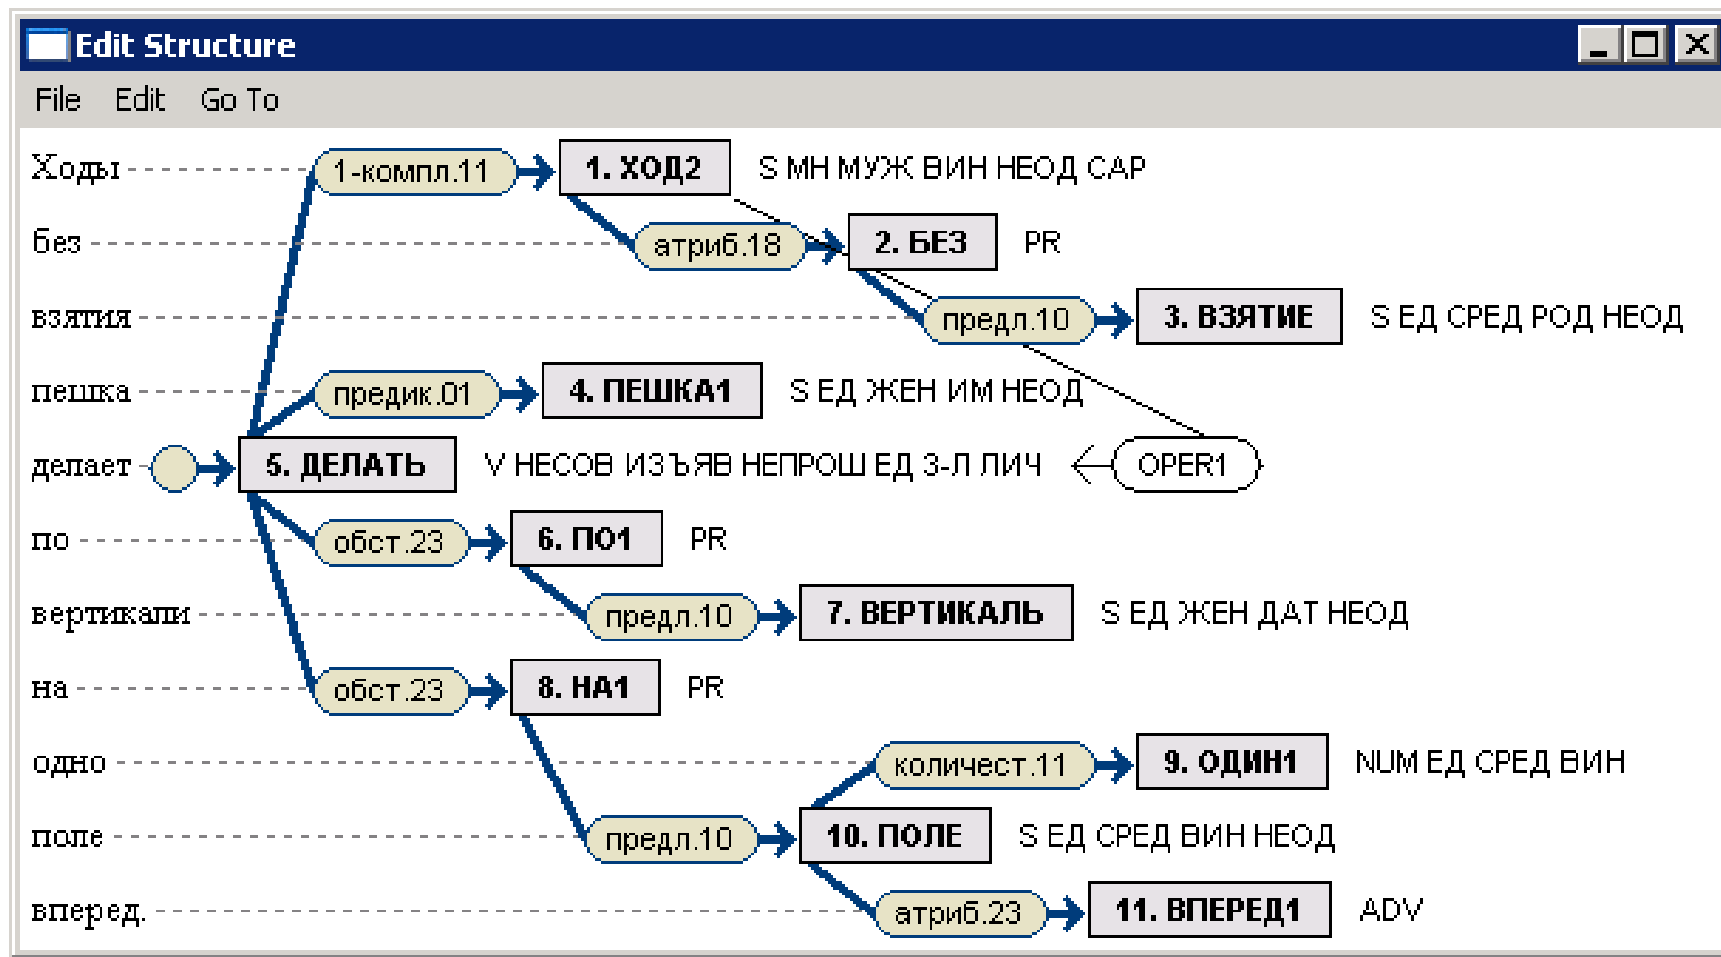 Edit Structure
File Edit Go To
Ходы 1-компл.11 1. ХОД2 S МН МУЖ ВИН НЕОД CAP
без атриб.18 2. БЕЗ PR
взятия предл.10 3. ВЗЯТИЕ S ЕД СРЕД РОД НЕОД
пешка предик.01 4. ПЕШКА1 S ЕД ЖЕН ИМ НЕОД
делает 5. ДЕЛАТЬ V НЕСОВ ИЗЪЯВ НЕПРОШ ЕД 3-Л ЛИЧ OPER1
по обст.23 6. ПО1 PR
вертикали предл.10 7. ВЕРТИКАЛЬ S ЕД ЖЕН ДАТ НЕОД
на обст.23 8. НА1 PR
одно количест.11 9. ОДИН1 NUM ЕД СРЕД ВИН
поле предл.10 10. ПОЛЕ S ЕД СРЕД ВИН НЕОД
вперед. атриб.23 11. ВПЕРЕД1 ADV